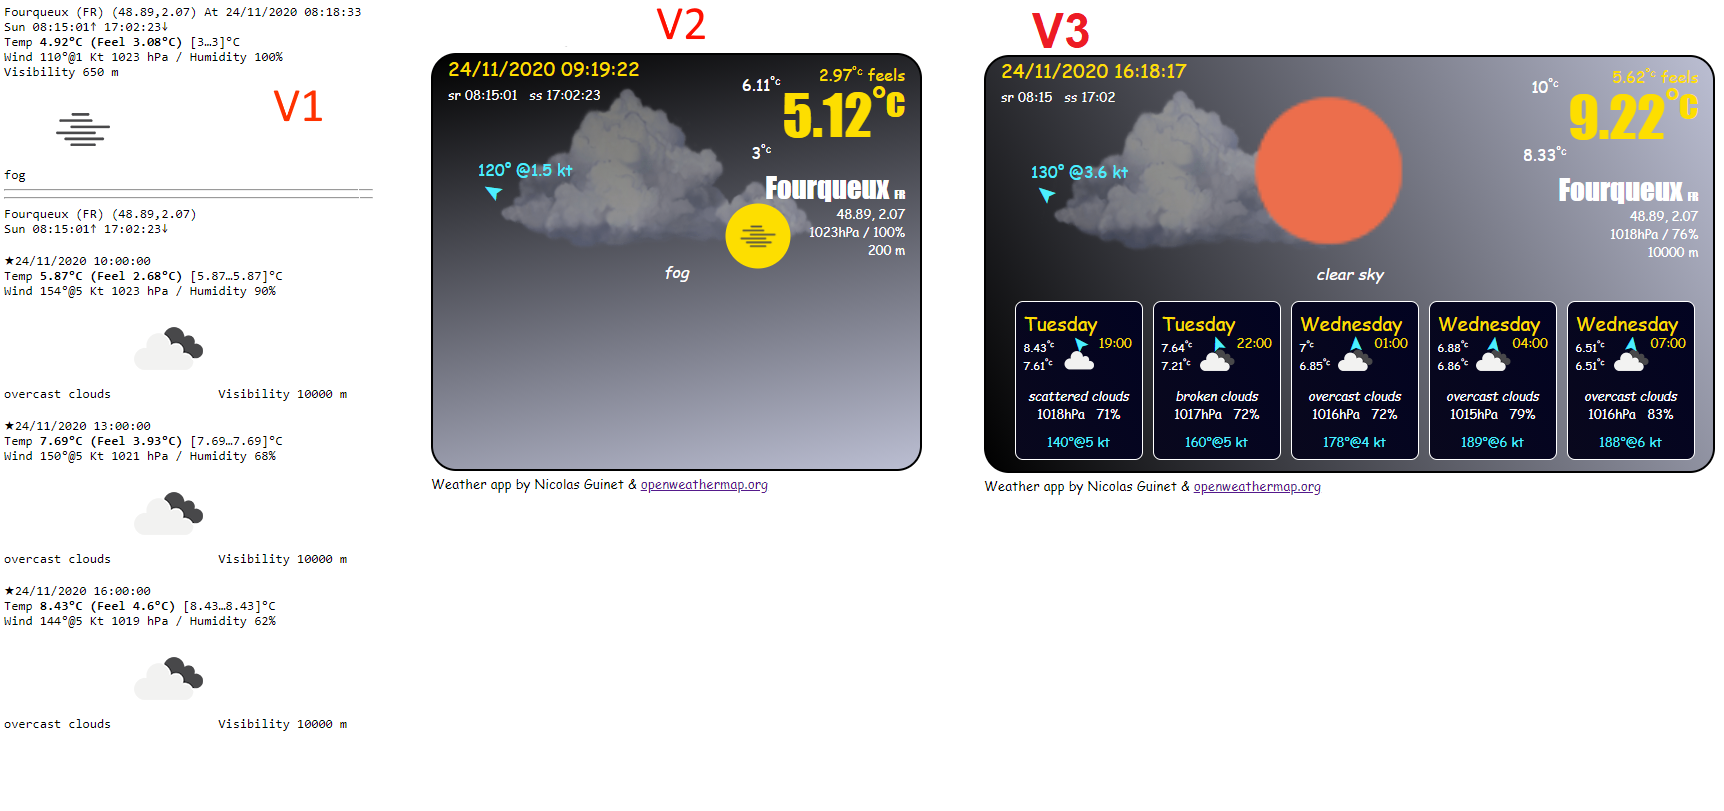 Fourqueux (FR) (48.89,2.07) At 24/11/2020 08:18:33
Sun 08:15:01↑ 17:02:23↓
Temp 4.92°C (Feel 3.08°C) [3…3]°C
Wind 110°@1 Kt 1023 hPa / Humidity 100%
Visibility 650 m
V1
fog
Fourqueux (FR) (48.89,2.07)
Sun 08:15:01↑ 17:02:23↓
★24/11/2020 10:00:00
Temp 5.87°C (Feel 2.68°C) [5.87…5.87]°C
Wind 154°@5 Kt 1023 hPa / Humidity 90%
overcast clouds Visibility 10000 m
★24/11/2020 13:00:00
Temp 7.69°C (Feel 3.93°C) [7.69…7.69]°C
Wind 150°@5 Kt 1021 hPa / Humidity 68%
overcast clouds Visibility 10000 m
★24/11/2020 16:00:00
Temp 8.43°C (Feel 4.6°C) [8.43…8.43]°C
Wind 144°@5 Kt 1019 hPa / Humidity 62%
overcast clouds Visibility 10000 m
V2
24/11/2020 09:19:22
sr 08:15:01 ss 17:02:23
6.11°c
2.97°c feels
5.12°c
3°c
120° @1.5 kt
Fourqueux FR
48.89, 2.07
1023hPa / 100%
200 m
fog
Weather app by Nicolas Guinet & openweathermap.org
V3
24/11/2020 16:18:17
sr 08:15 ss 17:02
10°c
5.62°c feels
9.22°c
8.33°c
130° @3.6 kt
Fourqueux FR
48.89, 2.07
1018hPa / 76%
10000 m
clear sky
Tuesday
8.43°c 19:00
7.61°c
scattered clouds
1018hPa 71%
140°@5 kt
Tuesday
7.64°c 22:00
7.21°c
broken clouds
1017hPa 72%
160°@5 kt
Wednesday
7°c 01:00
6.85°c
overcast clouds
1016hPa 72%
178°@4 kt
Wednesday
6.88°c 04:00
6.86°c
overcast clouds
1015hPa 79%
189°@6 kt
Wednesday
6.51°c 07:00
6.51°c
overcast clouds
1016hPa 83%
188°@6 kt
Weather app by Nicolas Guinet & openweathermap.org